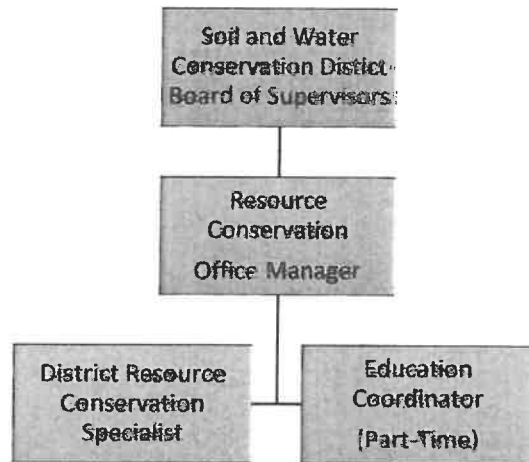 Soil and Water
Conservation Distict
Board of Supervisors
Resource
Conservation
Office Manager
District Resource
Conservation
Specialist
Education
Coordinator
(Part-Time)